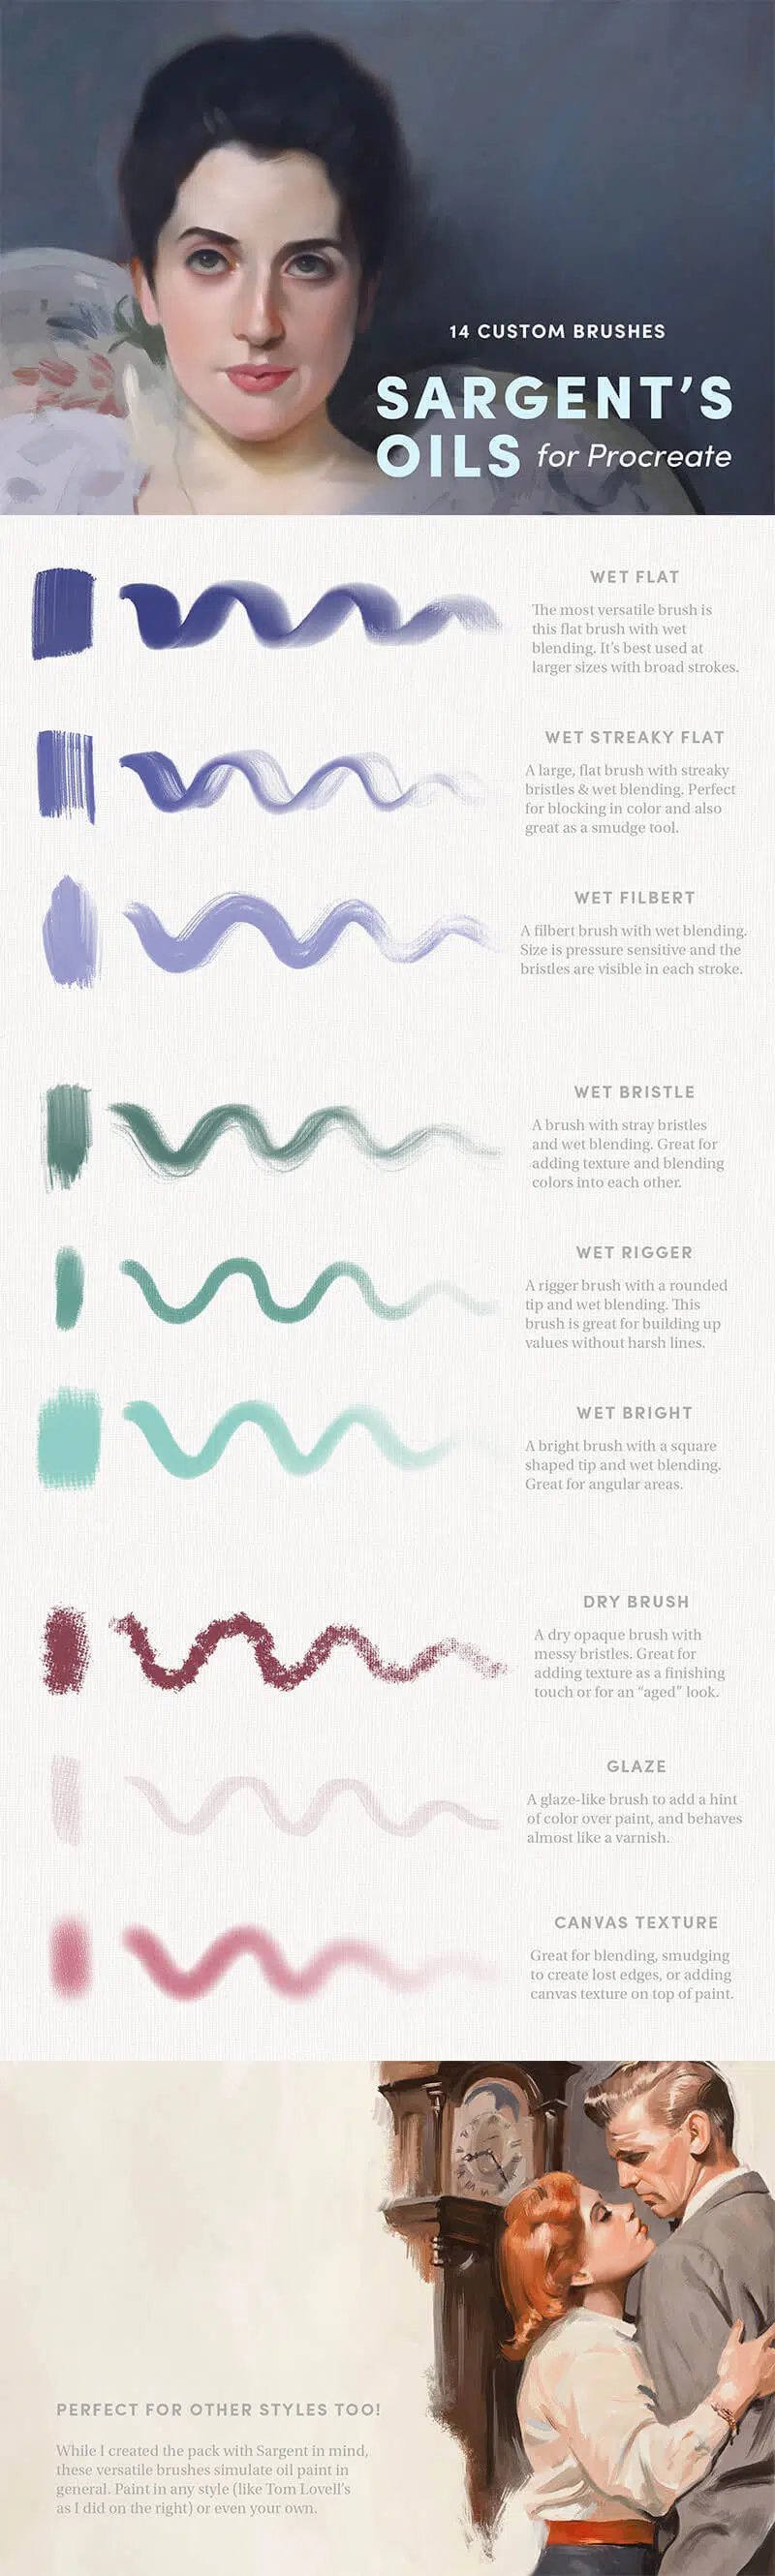 14 CUSTOM BRUSHES
SARGENT'S
OILS for Procreate
WET FLAT
The most versatile brush is
this flat brush with wet
blending. It's best used at
larger sizes with broad strokes.
WET STREAKY FLAT
A large, flat brush with streaky
bristles & wet blending. Perfect
for blocking in color and also
great as a smudge tool.
WET FILBERT
A filbert brush with wet blending.
Size is pressure sensitive and the
bristles are visible in each stroke.
WET BRISTLE
A brush with stray bristles
and wet blending. Great for
adding texture and blending
colors into each other.
WET RIGGER
A rigger brush with a rounded
tip and wet blending. This
brush is great for building up
values without harsh lines.
WET BRIGHT
A bright brush with a square
shaped tip and wet blending.
Great for angular areas.
DRY BRUSH
A dry opaque brush with
messy bristles. Great for
adding texture as a finishing
touch or for an “aged” look.
GLAZE
A glaze-like brush to add a hint
of color over paint, and behaves
almost like a varnish.
CANVAS TEXTURE
Great for blending, smudging
to create lost edges, or adding
canvas texture on top of paint.
PERFECT FOR OTHER STYLES TOO!
While I created the pack with Sargent in mind,
these versatile brushes simulate oil paint in
general. Paint in any style (like Tom Lovell's
as I did on the right) or even your own.